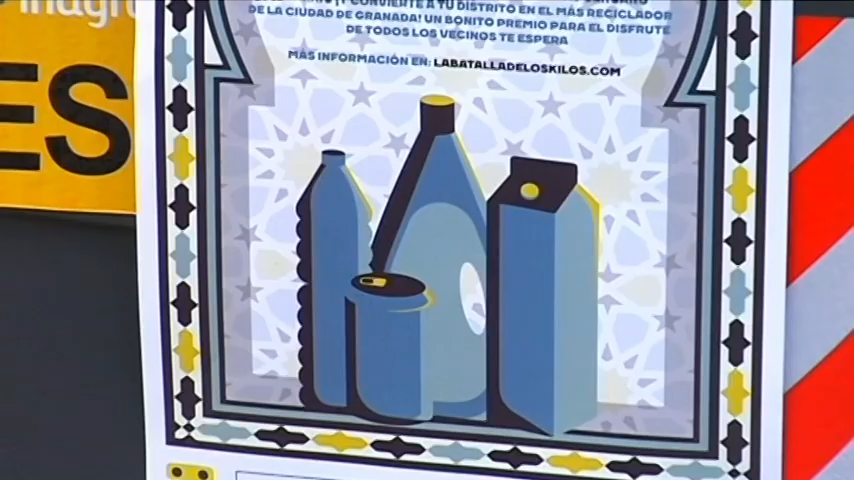 ¡Y CONVIERTE A TU DISTRITO EN EL MÁS RECICLADOR
DE LA CIUDAD DE GRANADA! UN BONITO PREMIO PARA EL DISFRUTE
DE TODOS LOS VECINOS TE ESPERA
MÁS INFORMACIÓN EN: LABATALLADELOSKILOS.COM
ES